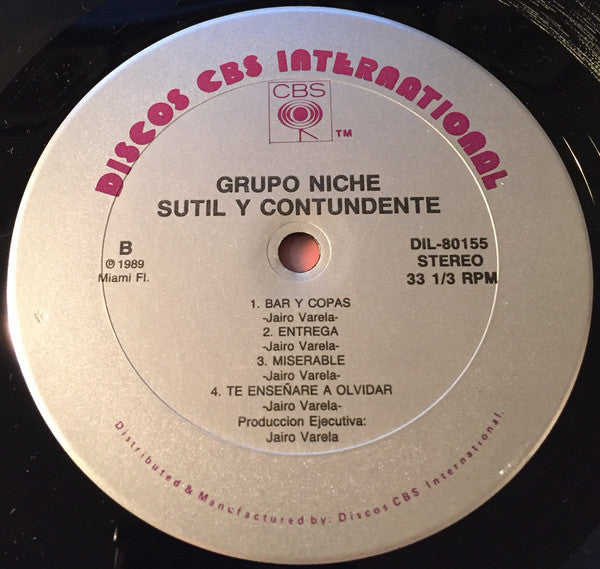 DISCOS CBS INTERNATIONAL
CBS
TM
GRUPO NICHE
SUTIL Y CONTUNDENTE
B
℗ 1989
Miami Fl.
DIL-80155
STEREO
33 1/3 RPM
1. BAR Y COPAS
-Jairo Varela-
2. ENTREGA
-Jairo Varela-
3. MISERABLE
-Jairo Varela-
4. TE ENSEÑARE A OLVIDAR
-Jairo Varela-
Produccion Ejecutiva:
Jairo Varela
Distributed & Manufactured by: Discos CBS International.